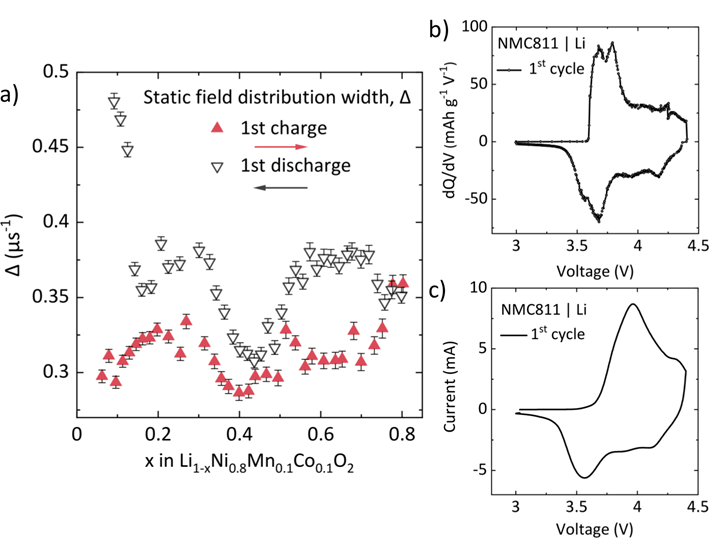 a)
0.5
0.45
0.4
0.35
0.3
Δ (μs⁻¹)
Static field distribution width, Δ
1st charge
1st discharge
0
0.2
0.4
0.6
0.8
x in Li₁₋ₓNi₀.₈Mn₀.₁Co₀.₁O₂
b)
100
50
0
-50
dQ/dV (mAh g⁻¹ V⁻¹)
NMC811 | Li
1ˢᵗ cycle
3
3.5
4
4.5
Voltage (V)
c)
10
5
0
-5
Current (mA)
NMC811 | Li
1ˢᵗ cycle
3
3.5
4
4.5
Voltage (V)